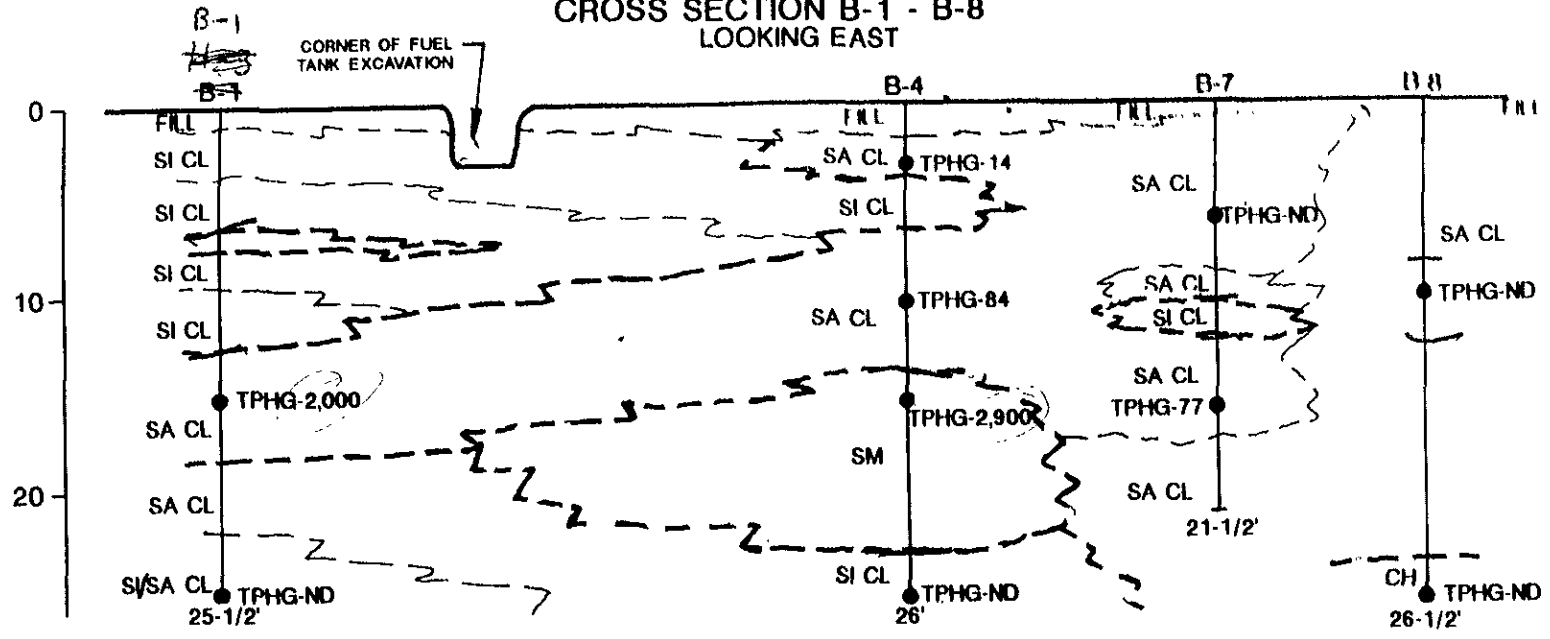 CROSS SECTION B-1 - B-8
LOOKING EAST
B-1
CORNER OF FUEL
TANK EXCAVATION
B-4
B-7
B-8
0
FILL
FILL
FILL
FILL
SI CL
SA CL
TPHG-14
SA CL
SI CL
SI CL
TPHG-ND
SA CL
SI CL
SA CL
TPHG-ND
10
TPHG-84
SA CL
SI CL
SI CL
SA CL
TPHG-2,000
TPHG-77
TPHG-2,900
SA CL
SM
20
SA CL
SA CL
21-1/2'
SI/SA CL
TPHG-ND
25-1/2'
SI CL
TPHG-ND
26'
CH
TPHG-ND
26-1/2'